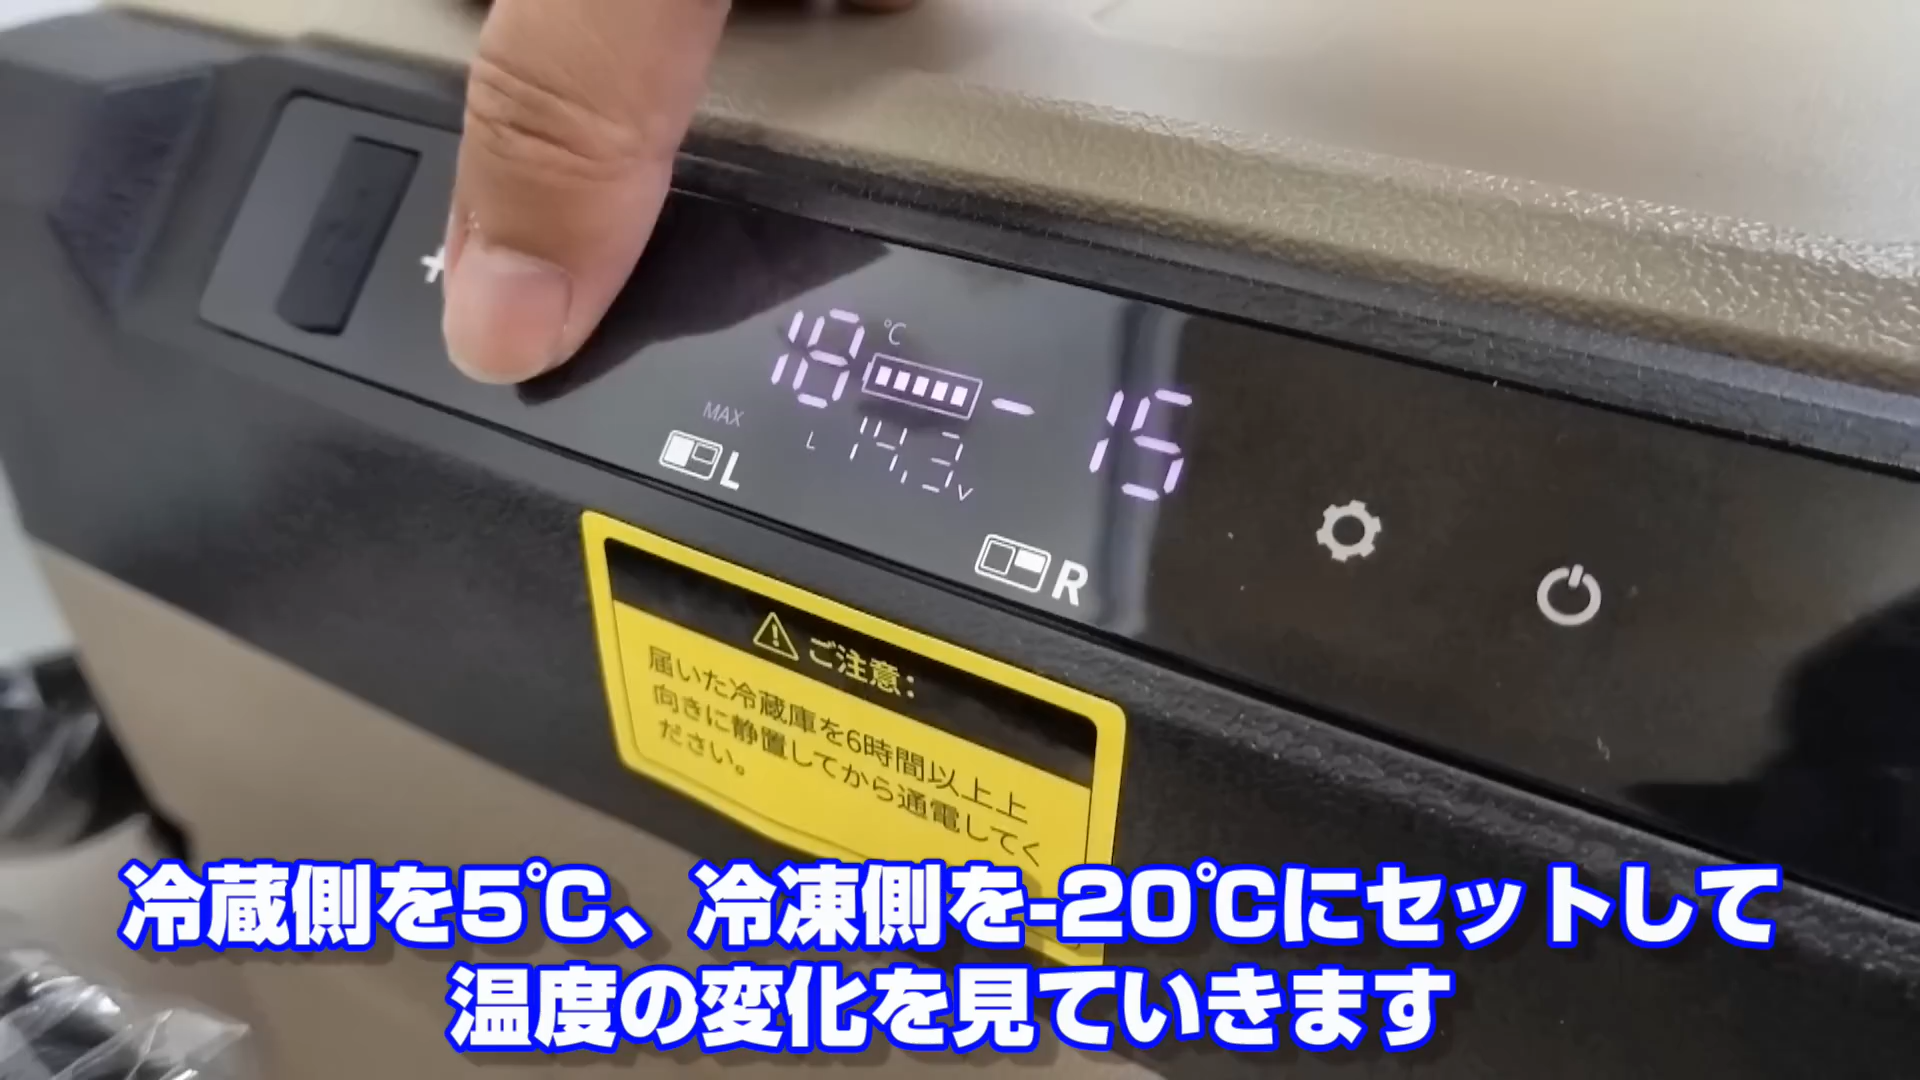 +
18 ℃ - 15
MAX
L 14.3 V
L
R
ご注意:
届いた冷蔵庫を6時間以上上
向きに静置してから通電してく
ださい。
冷蔵側を5℃、冷凍側を-20℃にセットして
温度の変化を見ていきます